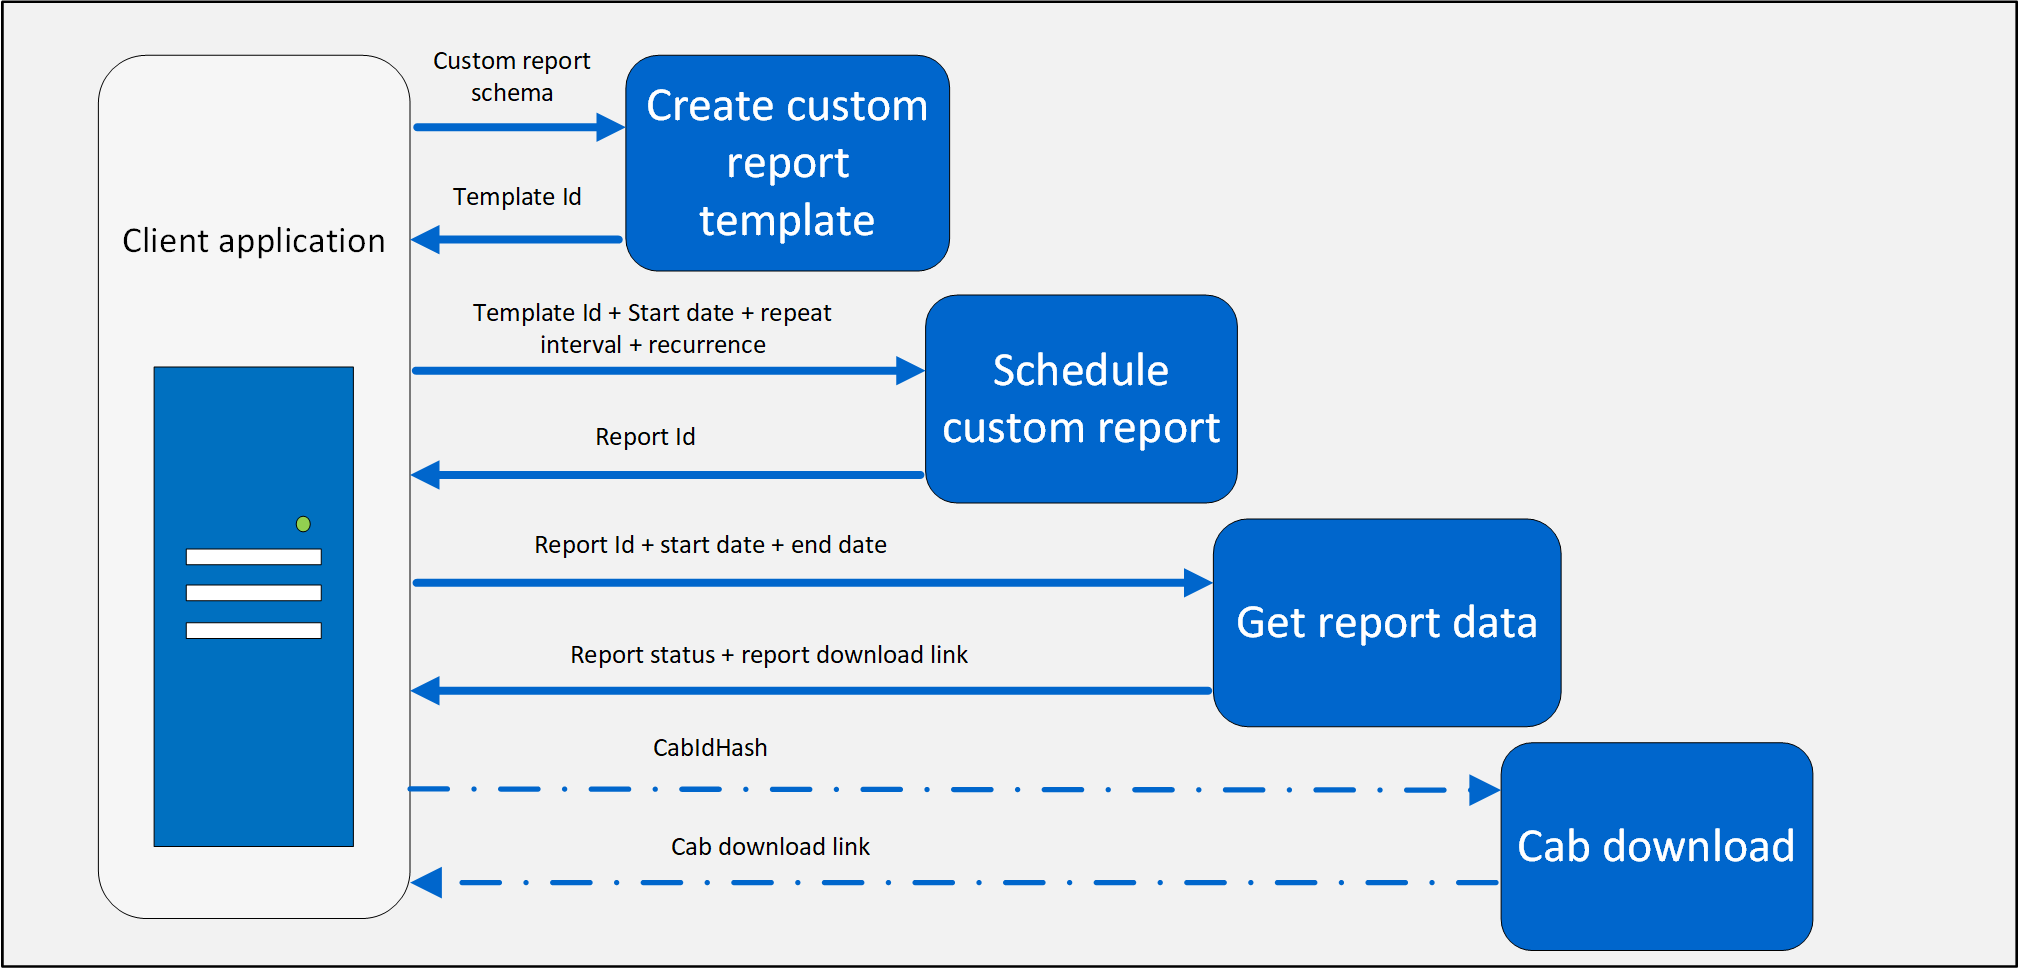 Custom report
schema
Create custom
report
template
Template Id
Client application
Template Id + Start date + repeat
interval + recurrence
Schedule
custom report
Report Id
Report Id + start date + end date
Get report data
Report status + report download link
CabIdHash
Cab download
Cab download link